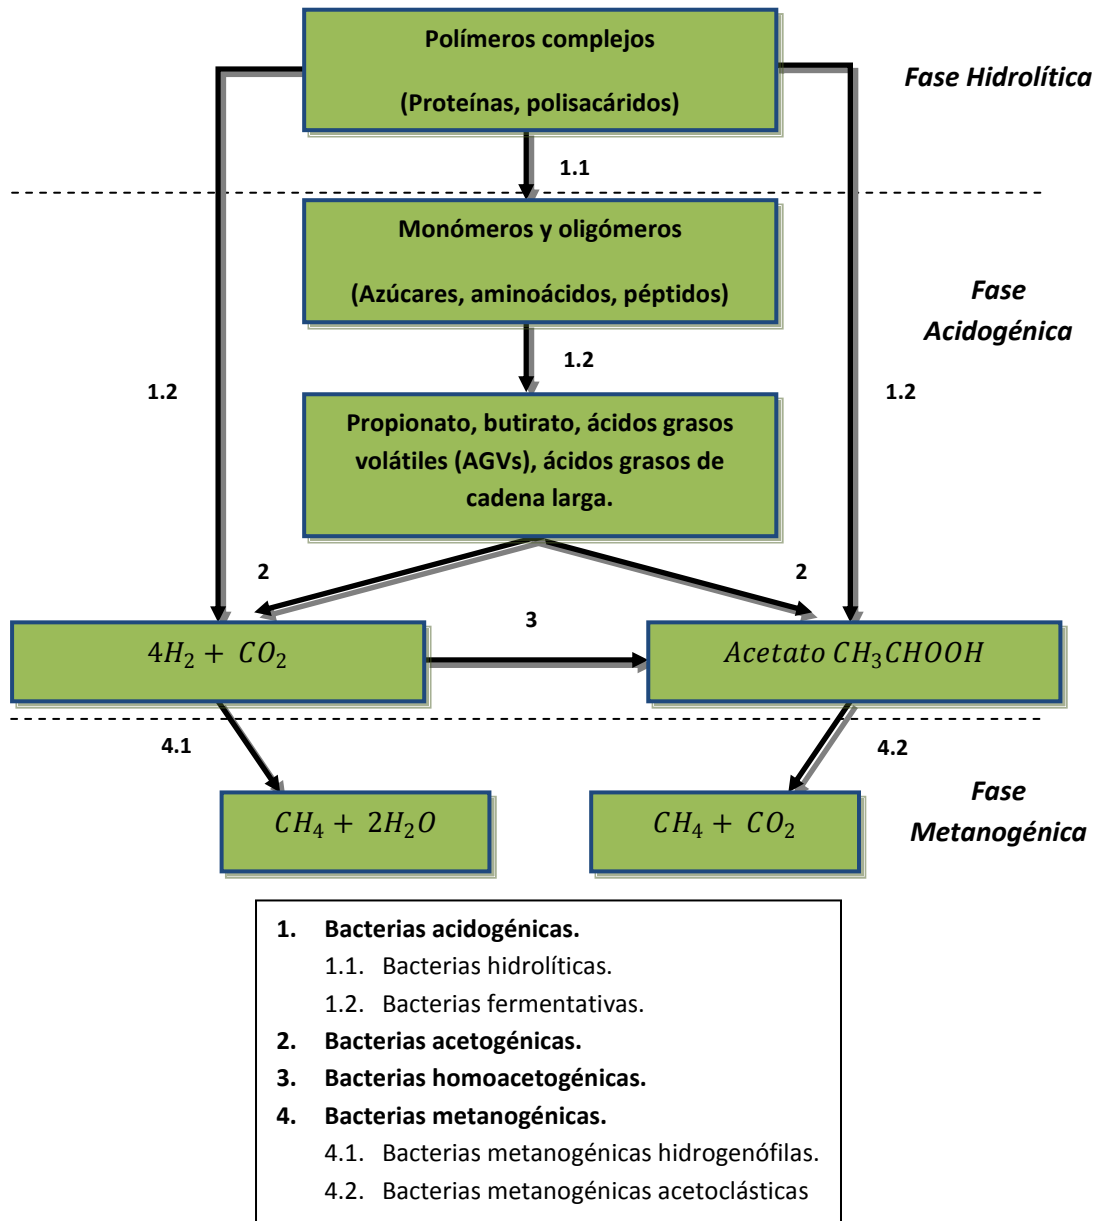 Polímeros complejos
(Proteínas, polisacáridos)
Fase Hidrolítica
1.1
Monómeros y oligómeros
(Azúcares, aminoácidos, péptidos)
Fase
Acidogénica
1.2
1.2
1.2
Propionato, butirato, ácidos grasos
volátiles (AGVs), ácidos grasos de
cadena larga.
2
2
3
4H₂ + CO₂
Acetato CH₃CHOOH
4.1
4.2
Fase
Metanogénica
CH₄ + 2H₂O
CH₄ + CO₂
1. Bacterias acidogénicas.
1.1. Bacterias hidrolíticas.
1.2. Bacterias fermentativas.
2. Bacterias acetogénicas.
3. Bacterias homoacetogénicas.
4. Bacterias metanogénicas.
4.1. Bacterias metanogénicas hidrogenófilas.
4.2. Bacterias metanogénicas acetoclásticas